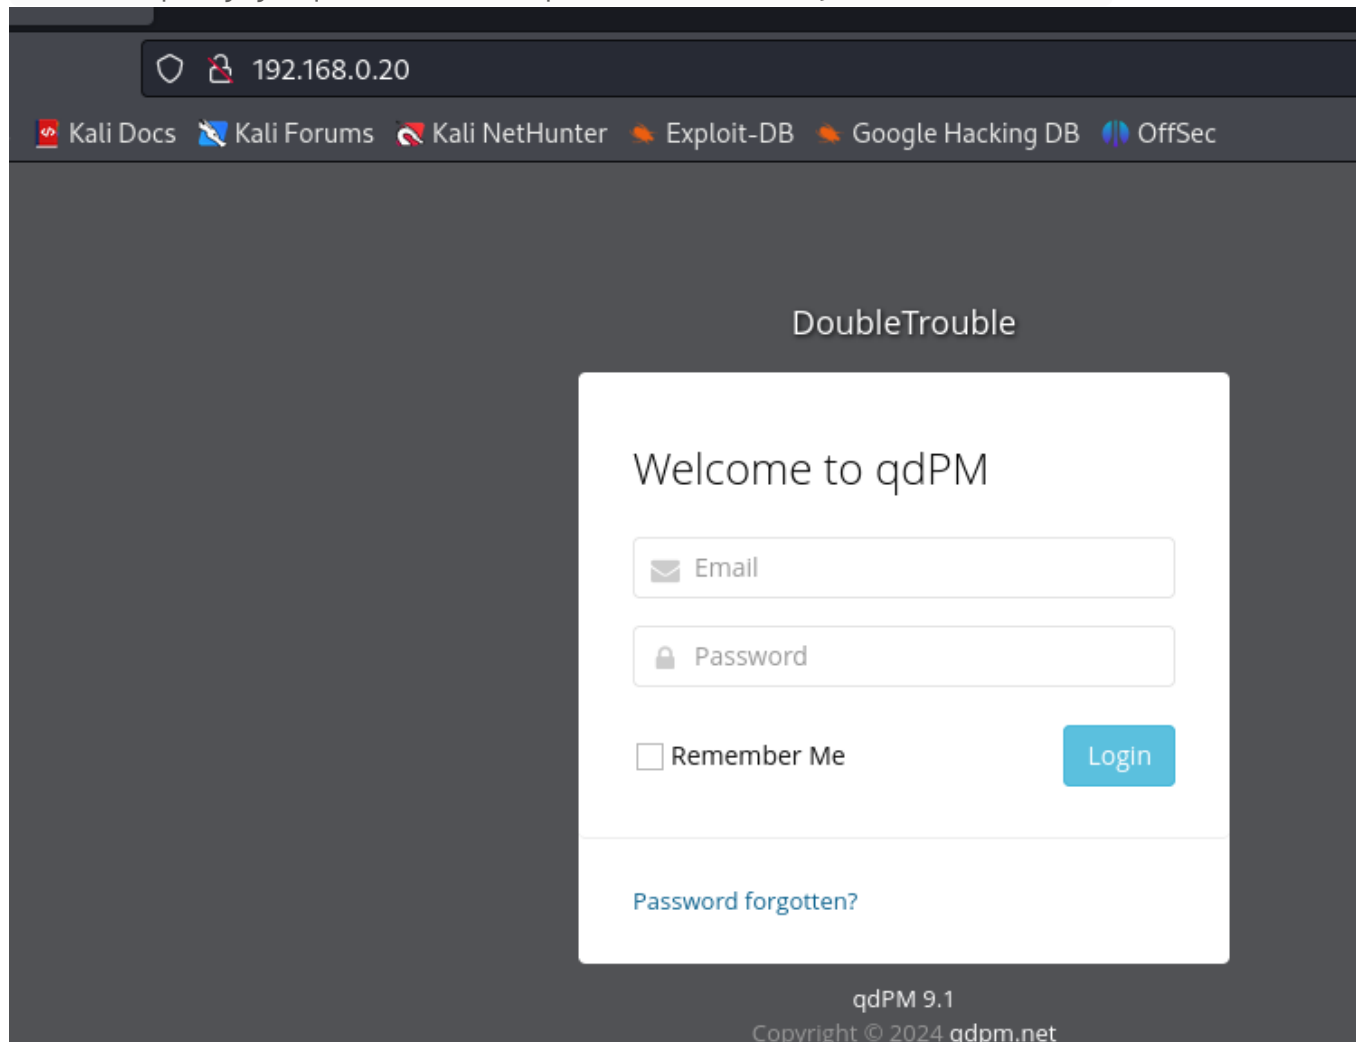 192.168.0.20
Kali Docs Kali Forums Kali NetHunter Exploit-DB Google Hacking DB OffSec
DoubleTrouble
Welcome to qdPM
Email
Password
Remember Me Login
Password forgotten?
qdPM 9.1
Copyright © 2024 qdpm.net